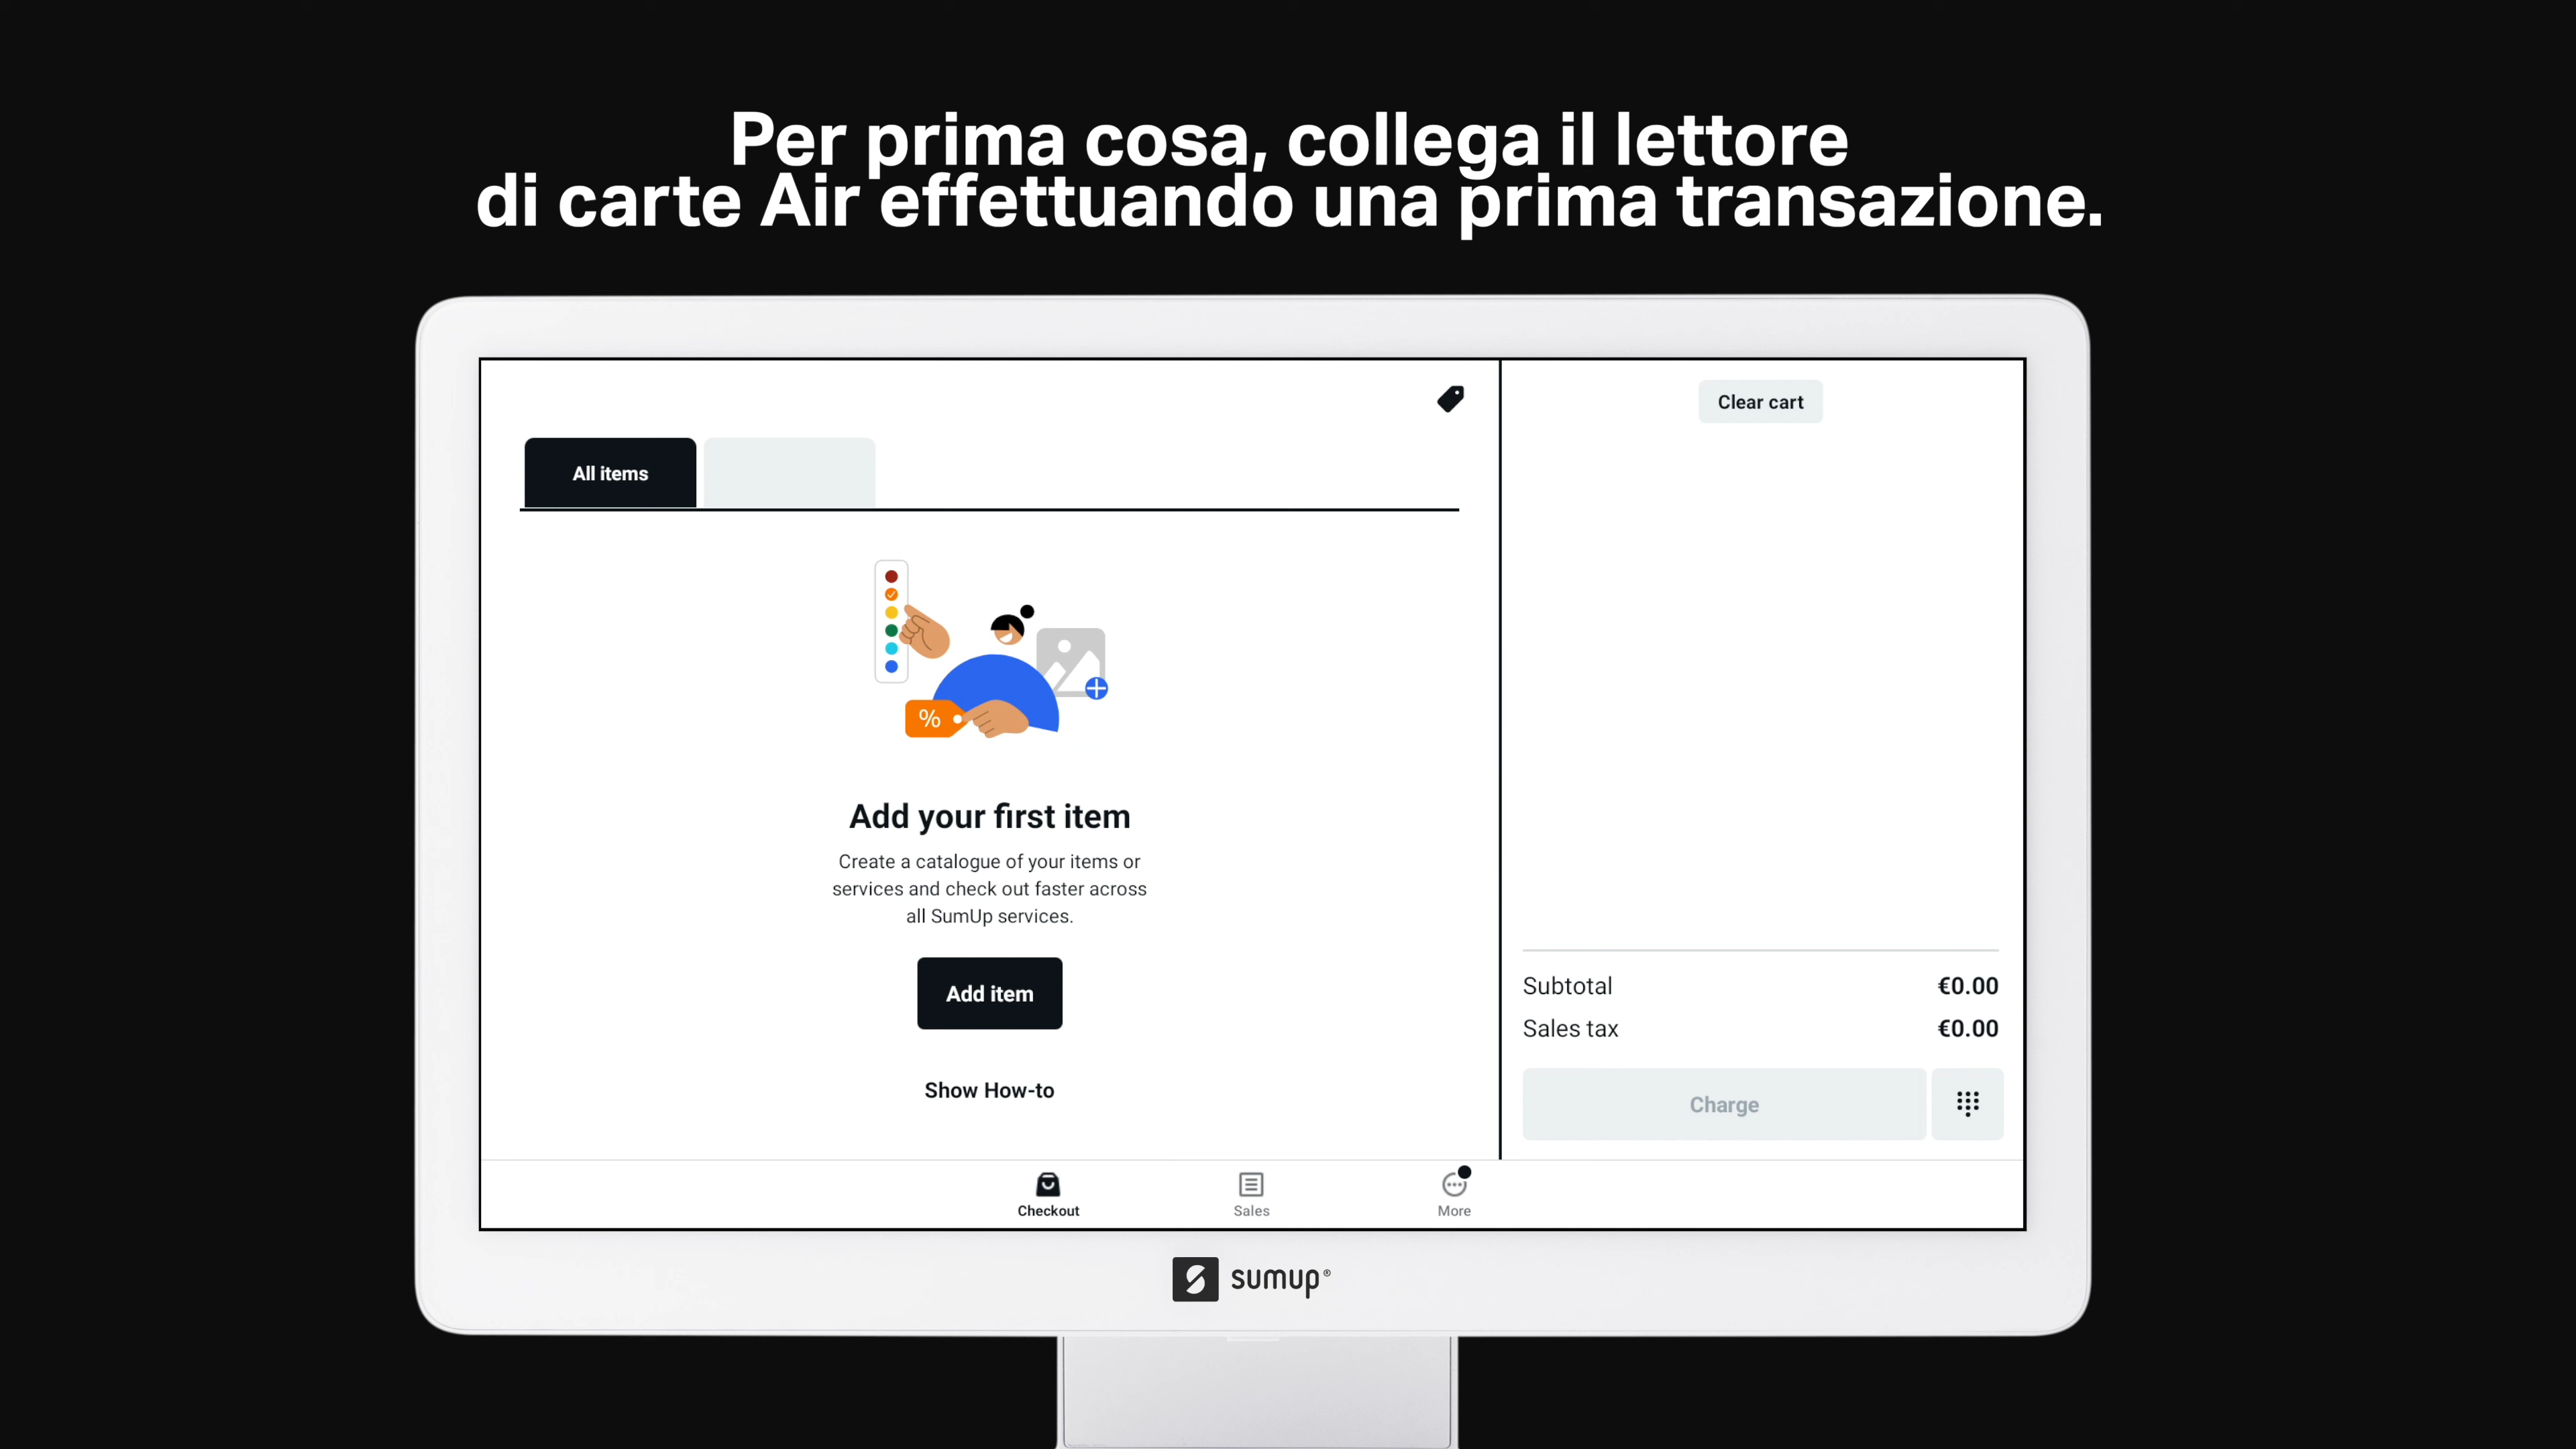 Per prima cosa, collega il lettore
di carte Air effettuando una prima transazione.
Clear cart
All items
%
Add your first item
Create a catalogue of your items or
services and check out faster across
all SumUp services.
Add item
Show How-to
Subtotal €0.00
Sales tax €0.00
Charge
Checkout
Sales
More
sumup®